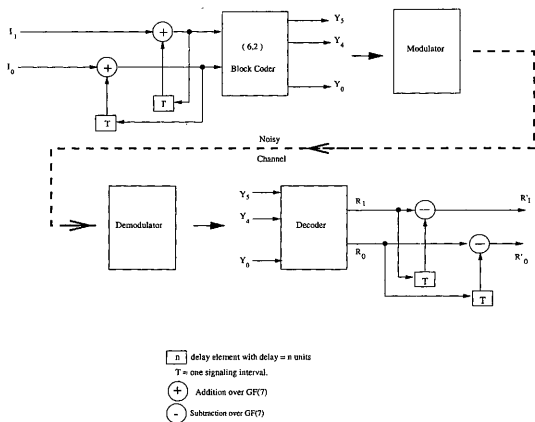 I1
+
Y5
( 6,2 )
Block Coder
Y4
Modulator
I0
+
T
Y0
T
Noisy
Channel
Demodulator
Y5
Y4
Y0
Decoder
R1
−
R'1
R0
−
R'0
T
T
n delay element with delay = n units
T = one signaling interval.
+ Addition over GF(7)
- Subtraction over GF(7)